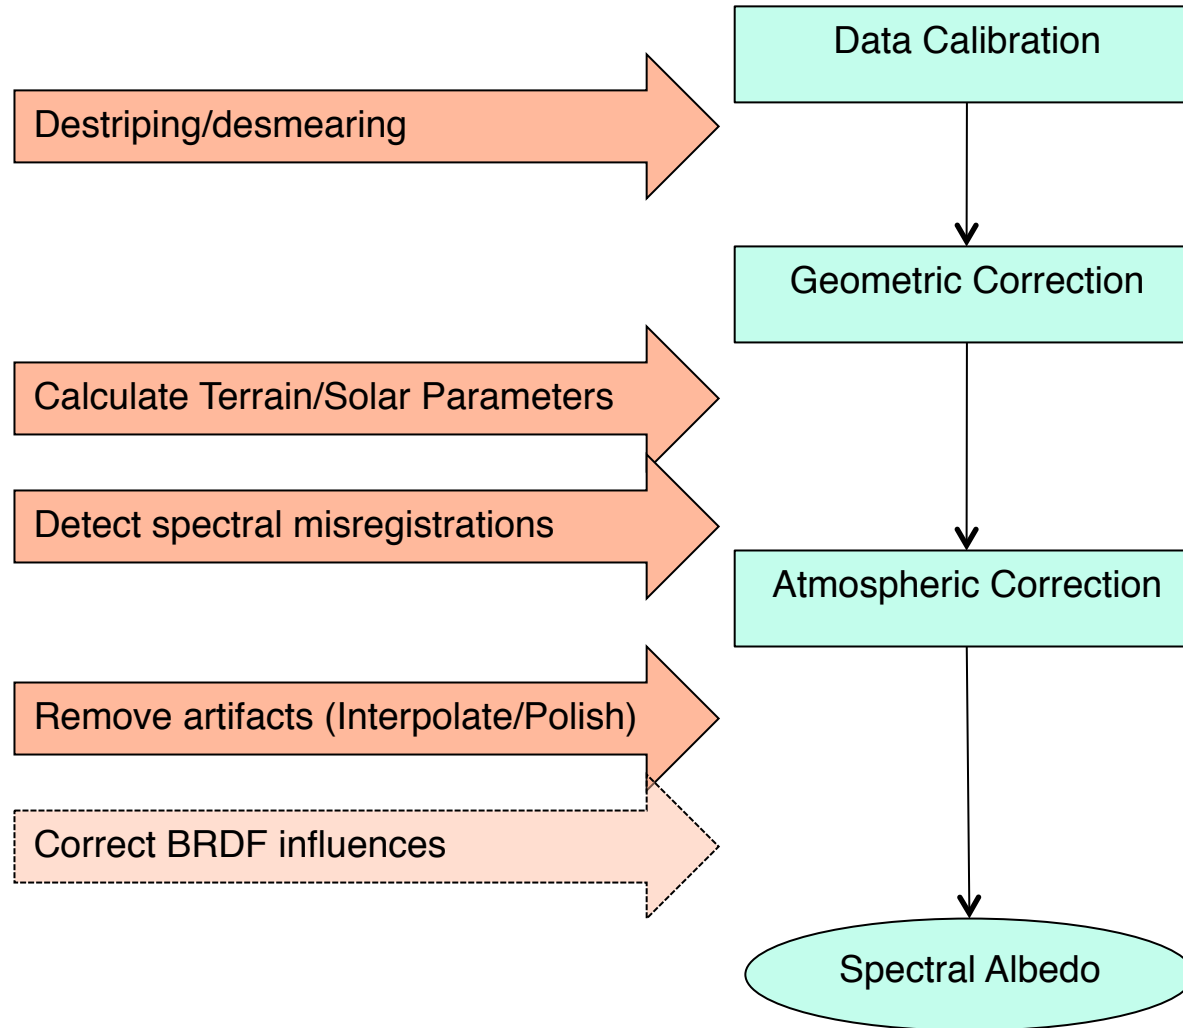 Data Calibration
Destriping/desmearing
Geometric Correction
Calculate Terrain/Solar Parameters
Detect spectral misregistrations
Atmospheric Correction
Remove artifacts (Interpolate/Polish)
Correct BRDF influences
Spectral Albedo